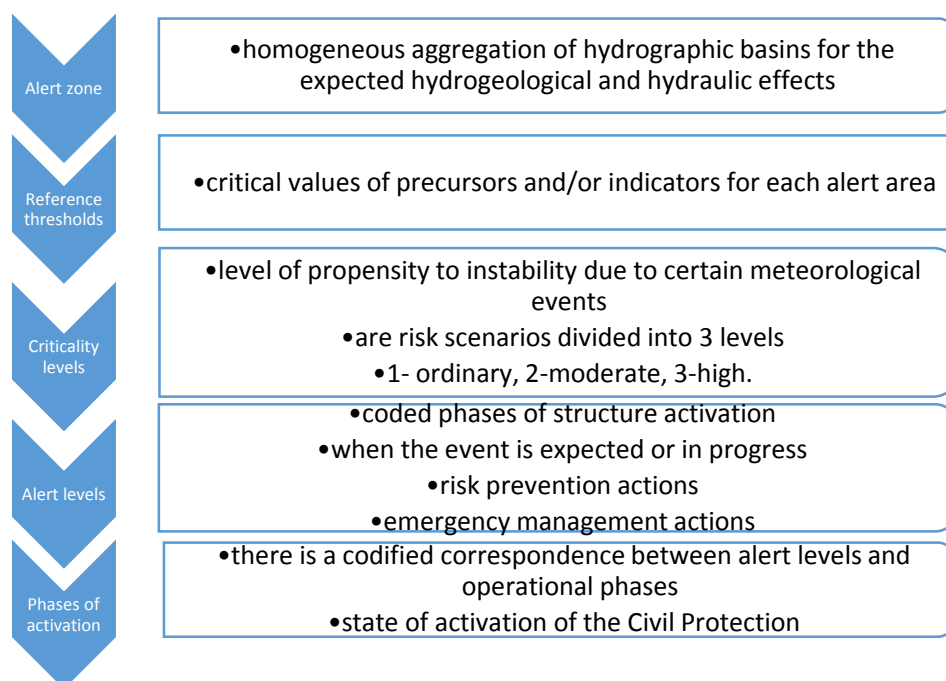 Alert zone
•homogeneous aggregation of hydrographic basins for the
expected hydrogeological and hydraulic effects
Reference
thresholds
•critical values of precursors and/or indicators for each alert area
Criticality
levels
•level of propensity to instability due to certain meteorological
events
•are risk scenarios divided into 3 levels
•1- ordinary, 2-moderate, 3-high.
Alert levels
•coded phases of structure activation
•when the event is expected or in progress
•risk prevention actions
•emergency management actions
Phases of
activation
•there is a codified correspondence between alert levels and
operational phases
•state of activation of the Civil Protection